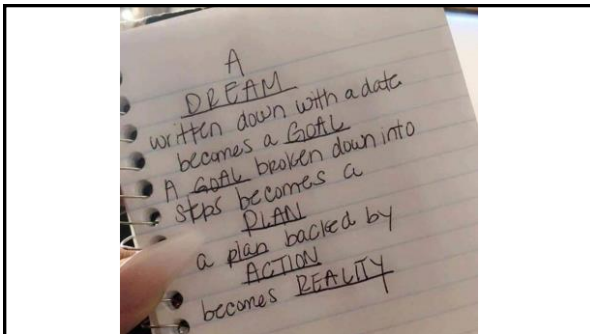 A
DREAM
written down with a date
becomes a GOAL
A GOAL broken down into
steps becomes a
PLAN
a plan backed by
ACTION
becomes REALITY